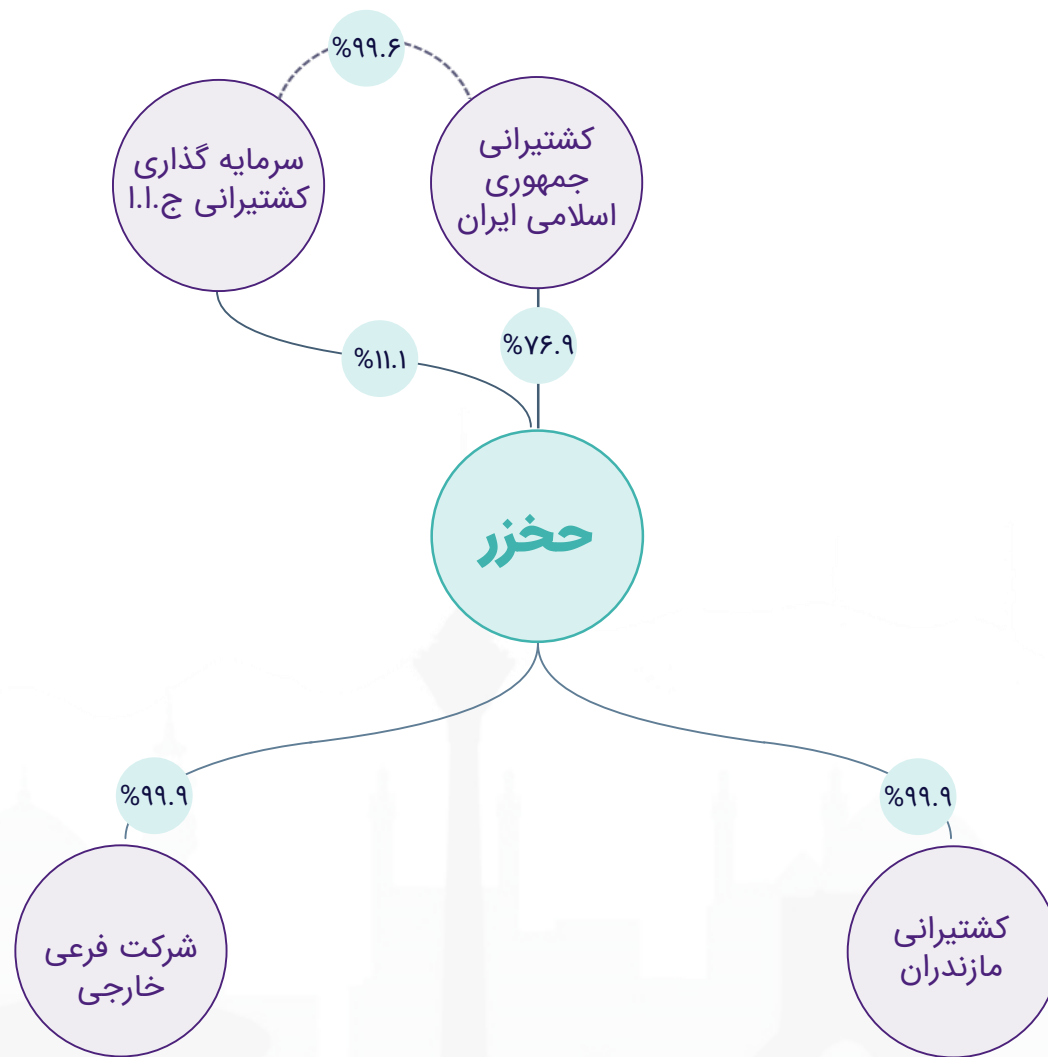 %۹۹.۶
کشتیرانی
جمهوری
اسلامی ایران
سرمایه گذاری
کشتیرانی ج.ا.ا
%۷۶.۹
%۱۱.۱
حخزر
%۹۹.۹
%۹۹.۹
کشتیرانی
مازندران
شرکت فرعی
خارجی